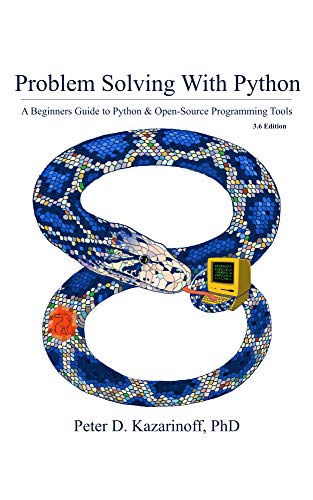 Problem Solving With Python
A Beginners Guide to Python & Open-Source Programming Tools
3.6 Edition
Peter D. Kazarinoff, PhD